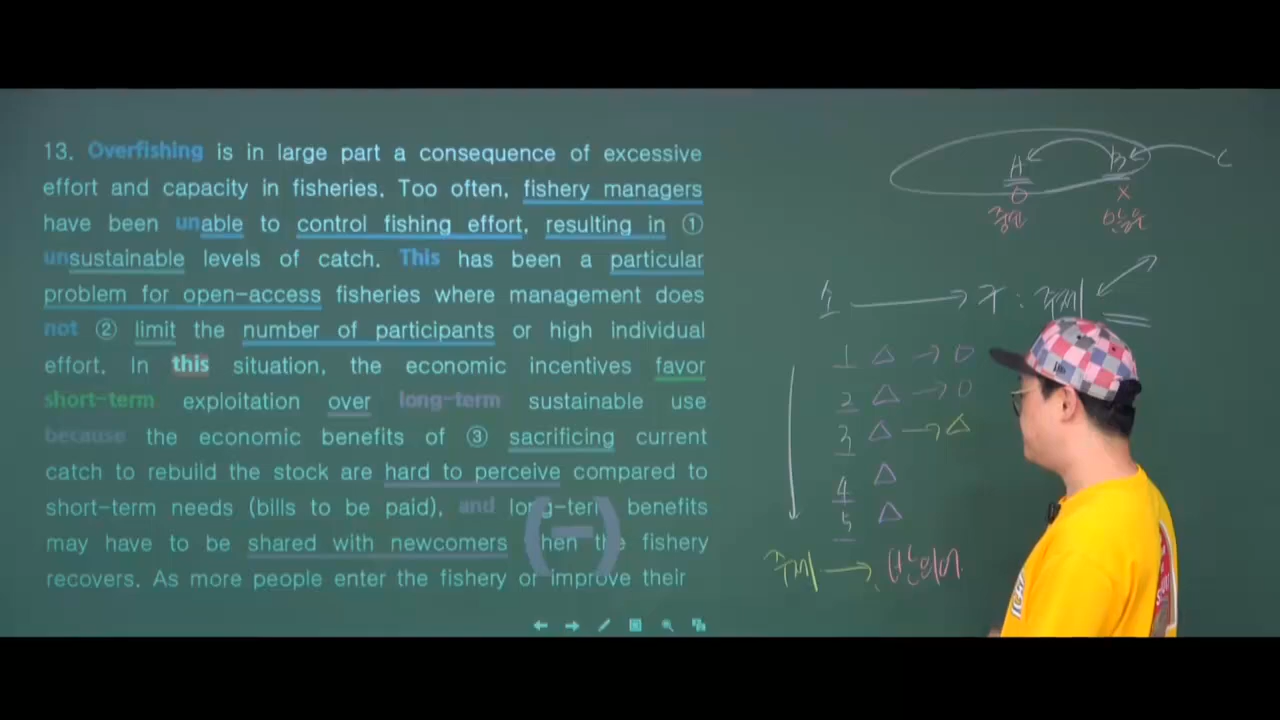 13. Overfishing is in large part a consequence of excessive
effort and capacity in fisheries. Too often, fishery managers
have been unable to control fishing effort, resulting in ①
unsustainable levels of catch. This has been a particular
problem for open-access fisheries where management does
not ② limit the number of participants or high individual
effort. In this situation, the economic incentives favor
short-term exploitation over long-term sustainable use
because the economic benefits of ③ sacrificing current
catch to rebuild the stock are hard to perceive compared to
short-term needs (bills to be paid), and long-term benefits
may have to be shared with newcomers when the fishery
recovers. As more people enter the fishery or improve their
(-)
A B C
O X
소 → 주 : 주제
1 △ → O
2 △ → O
3 △ → △
4 △
5 △
주제 → 반의어